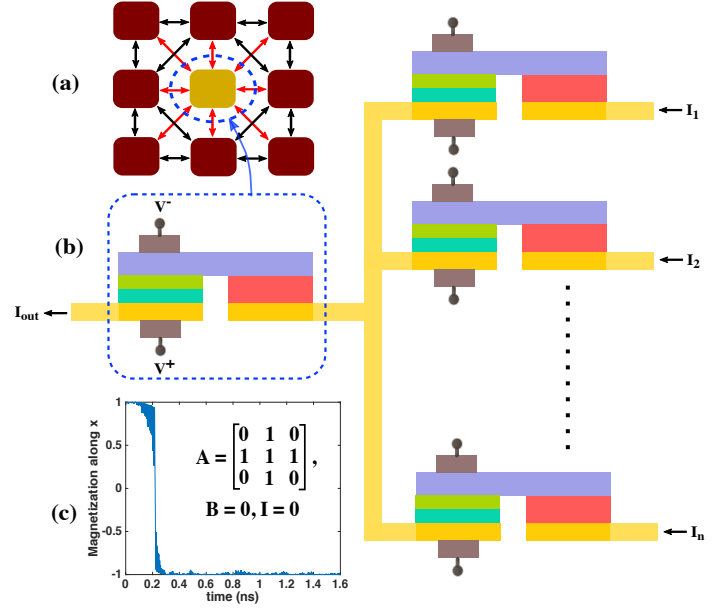 (a)
I1
V-
(b)
I2
Iout
V+
Magnetization along x
1
0.5
0
-0.5
-1
A = [0 1 0
1 1 1
0 1 0],
B = 0, I = 0
(c)
0 0.2 0.4 0.6 0.8 1 1.2 1.4 1.6
time (ns)
In